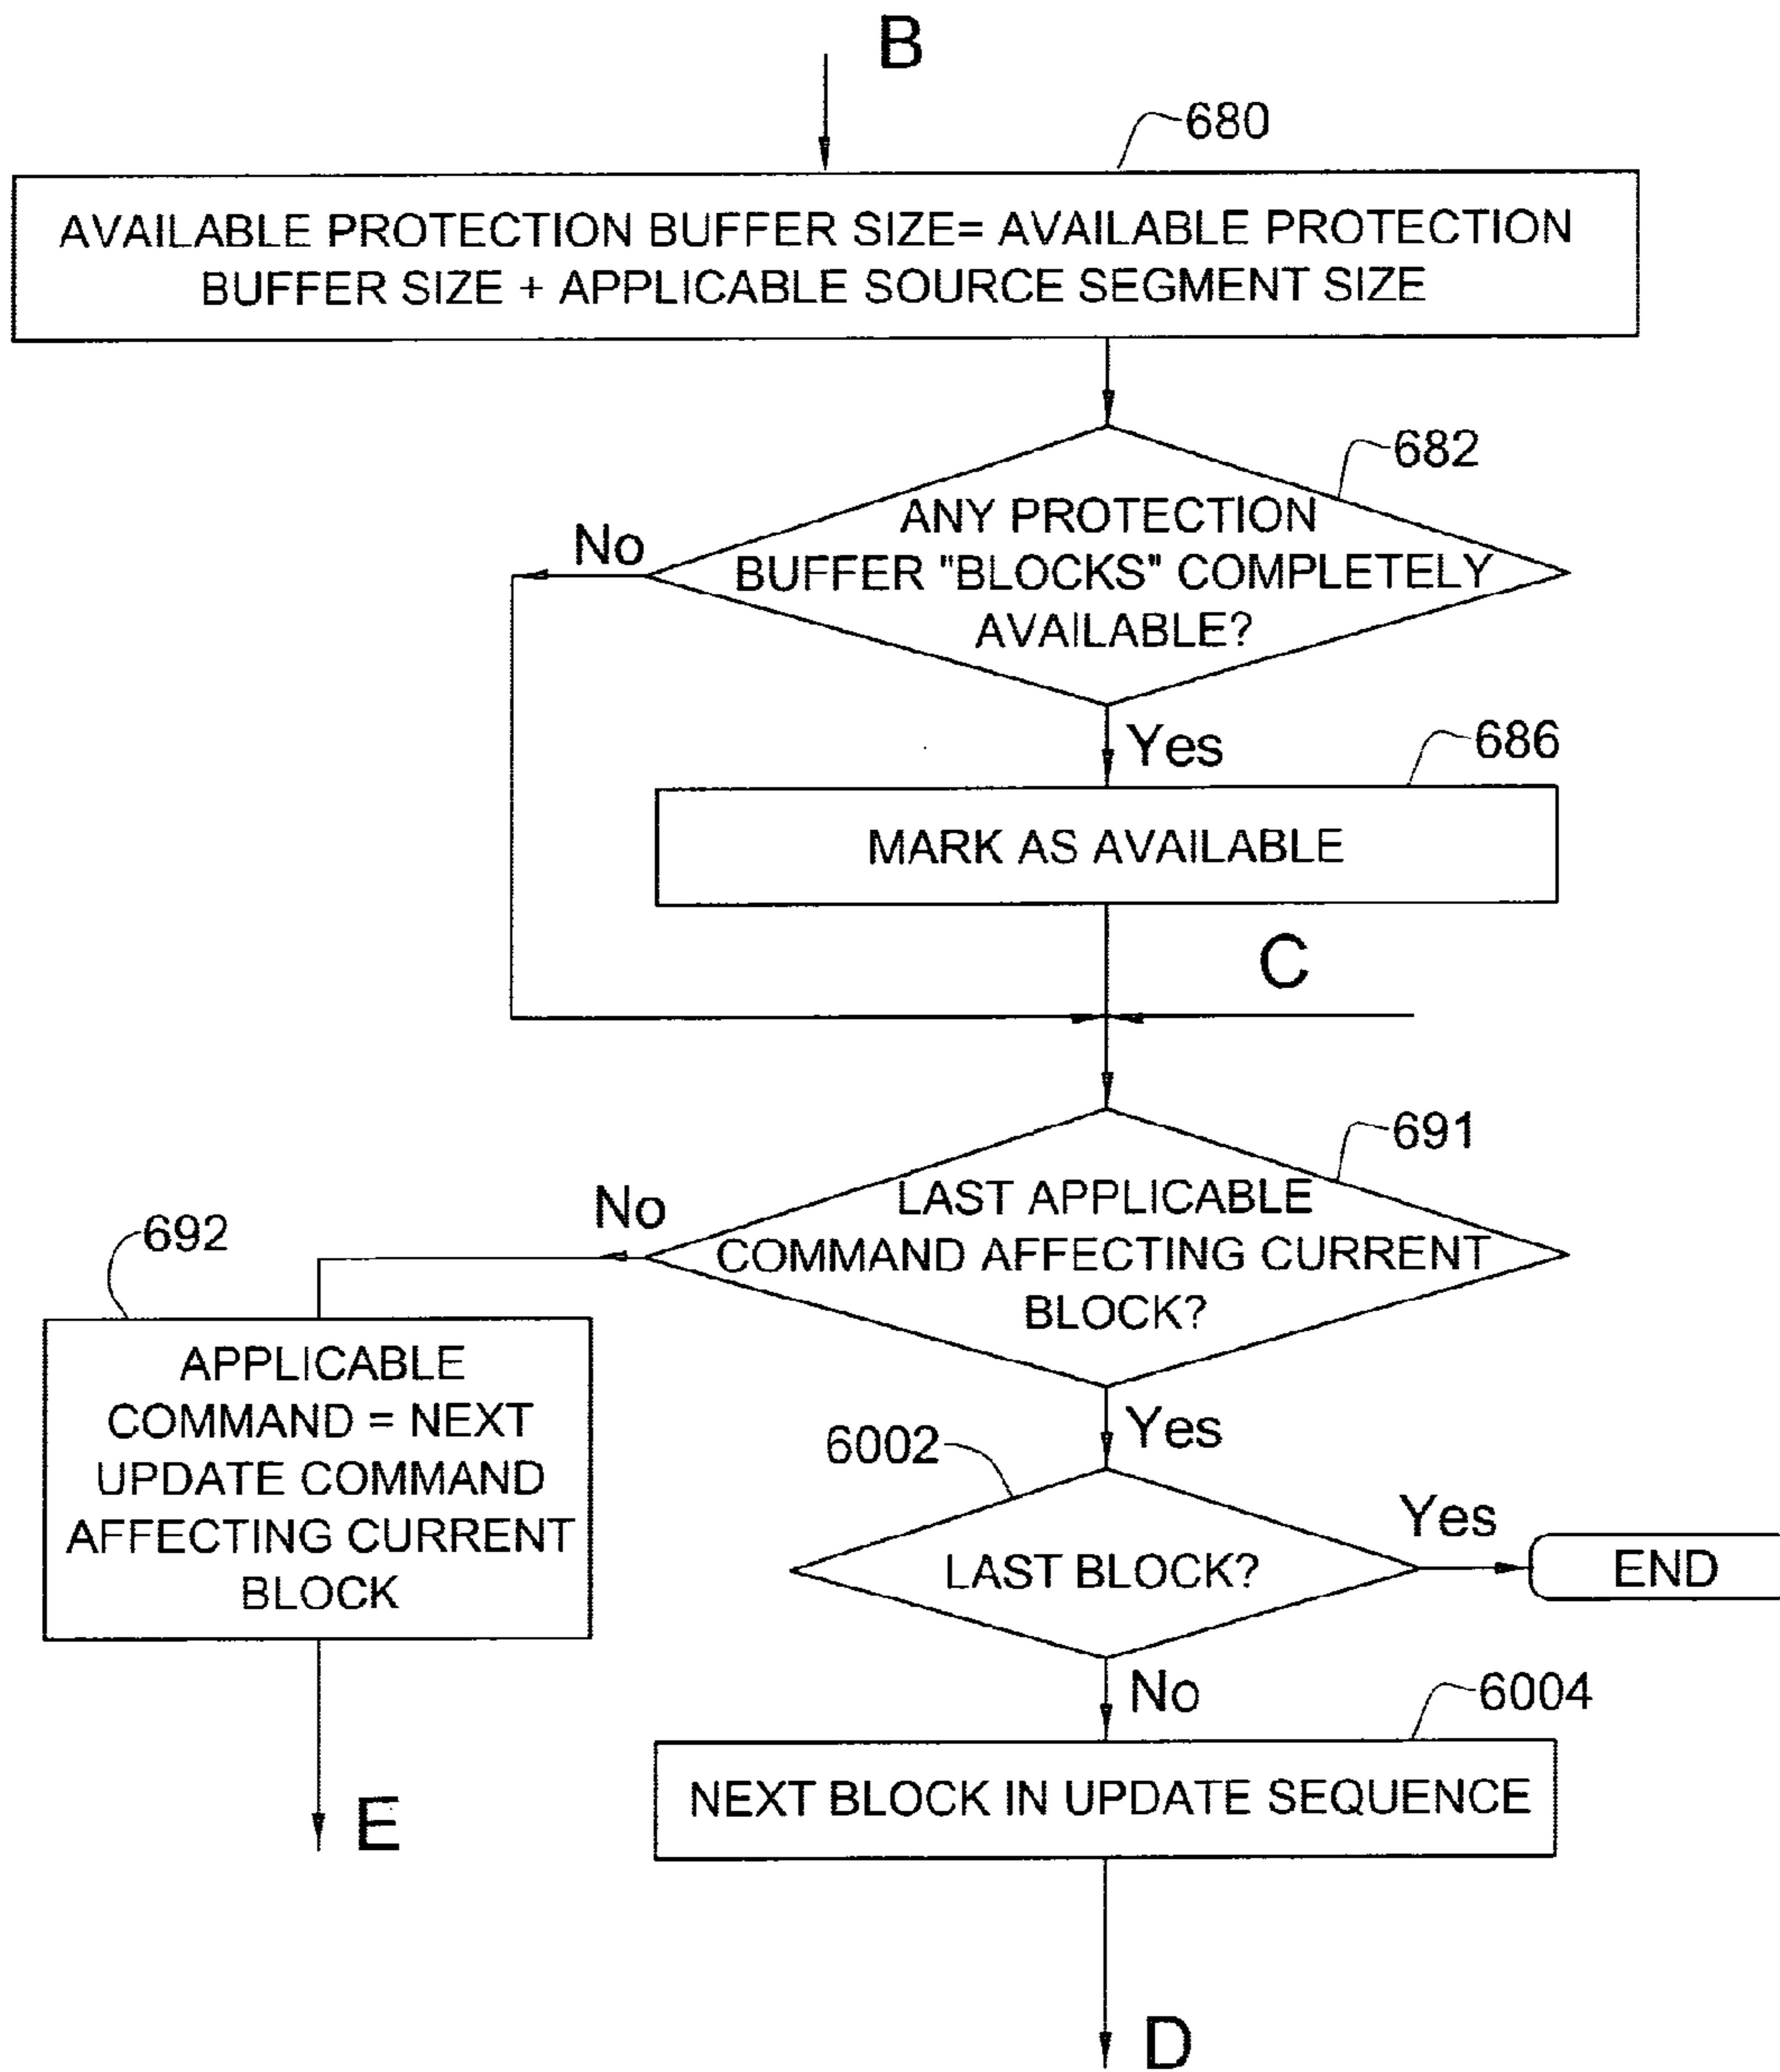 B
680
AVAILABLE PROTECTION BUFFER SIZE= AVAILABLE PROTECTION
BUFFER SIZE + APPLICABLE SOURCE SEGMENT SIZE
682
ANY PROTECTION
BUFFER "BLOCKS" COMPLETELY
AVAILABLE?
No
Yes
686
MARK AS AVAILABLE
C
691
LAST APPLICABLE
COMMAND AFFECTING CURRENT
BLOCK?
No
692
APPLICABLE
COMMAND = NEXT
UPDATE COMMAND
AFFECTING CURRENT
BLOCK
E
Yes
6002
LAST BLOCK?
Yes
END
No
6004
NEXT BLOCK IN UPDATE SEQUENCE
D